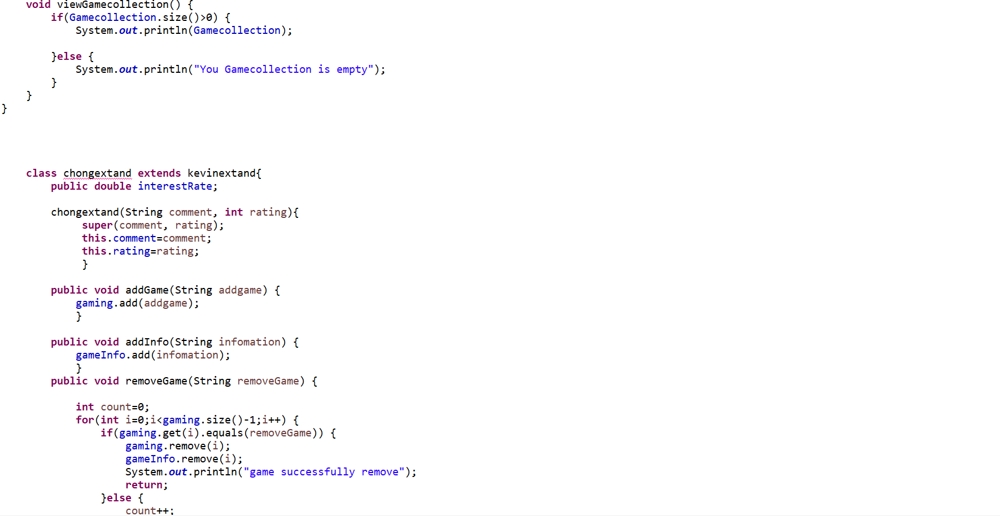 void viewGamecollection() {
if(Gamecollection.size()>0) {
System.out.println(Gamecollection);
}else {
System.out.println("You Gamecollection is empty");
}
}
}
class chongextand extends kevinextand{
public double interestRate;
chongextand(String comment, int rating){
super(comment, rating);
this.comment=comment;
this.rating=rating;
}
public void addGame(String addgame) {
gaming.add(addgame);
}
public void addInfo(String infomation) {
gameInfo.add(infomation);
}
public void removeGame(String removeGame) {
int count=0;
for(int i=0;i<gaming.size()-1;i++) {
if(gaming.get(i).equals(removeGame)) {
gaming.remove(i);
gameInfo.remove(i);
System.out.println("game successfully remove");
return;
}else {
count++;